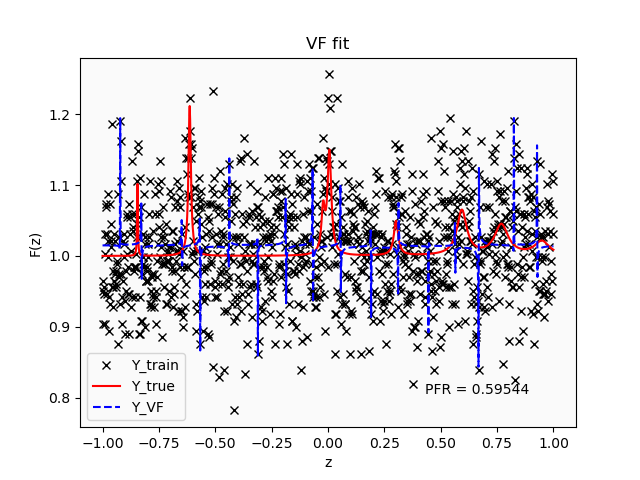 VF fit
F(z)
1.2
1.1
1.0
0.9
0.8
Y_train
Y_true
Y_VF
PFR = 0.59544
−1.00 −0.75 −0.50 −0.25 0.00 0.25 0.50 0.75 1.00
z